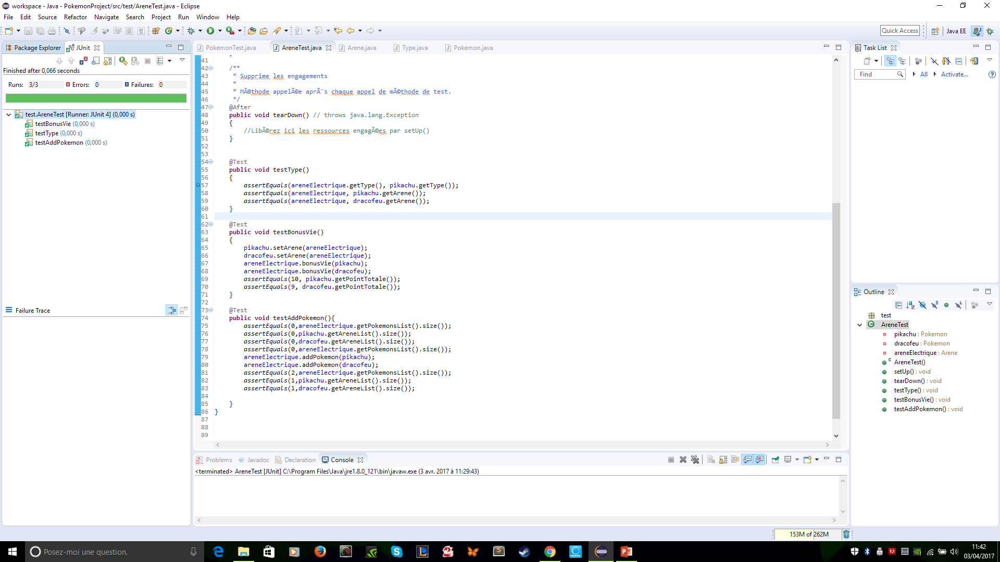 workspace - Java - PokemonProject/src/test/AreneTest.java - Eclipse
File Edit Source Refactor Navigate Search Project Run Window Help
Quick Access
Java EE
Package Explorer
JUnit
Finished after 0,066 seconds
Runs: 3/3 Errors: 0 Failures: 0
test.AreneTest [Runner: JUnit 4] (0,000 s)
testBonusVie (0,000 s)
testType (0,000 s)
testAddPokemon (0,000 s)
Failure Trace
PokemonTest.java AreneTest.java Arene.java Type.java Pokemon.java
41
42 /**
43 * Supprime les engagements
44 *
45 * MÃ©thode appelÃ©e aprÃ¨s chaque appel de mÃ©thode de test.
46 */
47 @After
48 public void tearDown() // throws java.lang.Exception
49 {
50 //LibÃ©rez ici les ressources engagÃ©es par setUp()
51 }
52
53
54 @Test
55 public void testType()
56 {
57 assertEquals(areneElectrique.getType(), pikachu.getType());
58 assertEquals(areneElectrique, pikachu.getArene());
59 assertEquals(areneElectrique, dracofeu.getArene());
60 }
61
62 @Test
63 public void testBonusVie()
64 {
65 pikachu.setArene(areneElectrique);
66 dracofeu.setArene(areneElectrique);
67 areneElectrique.bonusVie(pikachu);
68 areneElectrique.bonusVie(dracofeu);
69 assertEquals(10, pikachu.getPointTotale());
70 assertEquals(9, dracofeu.getPointTotale());
71 }
72
73 @Test
74 public void testAddPokemon(){
75 assertEquals(0,areneElectrique.getPokemonsList().size());
76 assertEquals(0,pikachu.getAreneList().size());
77 assertEquals(0,dracofeu.getAreneList().size());
78 assertEquals(0,areneElectrique.getPokemonsList().size());
79 areneElectrique.addPokemon(pikachu);
80 areneElectrique.addPokemon(dracofeu);
81 assertEquals(2,areneElectrique.getPokemonsList().size());
82 assertEquals(1,pikachu.getAreneList().size());
83 assertEquals(1,dracofeu.getAreneList().size());
84
85 }
86 }
87
88
89
Problems @ Javadoc Declaration Console
<terminated> AreneTest [JUnit] C:\Program Files\Java\jre1.8.0_121\bin\javaw.exe (3 avr. 2017 à 11:29:43)
Task List
Find All Activate...
Outline
test
AreneTest
pikachu : Pokemon
dracofeu : Pokemon
areneElectrique : Arene
AreneTest()
setUp() : void
tearDown() : void
testType() : void
testBonusVie() : void
testAddPokemon() : void
153M of 262M
Posez-moi une question.
11:42
03/04/2017